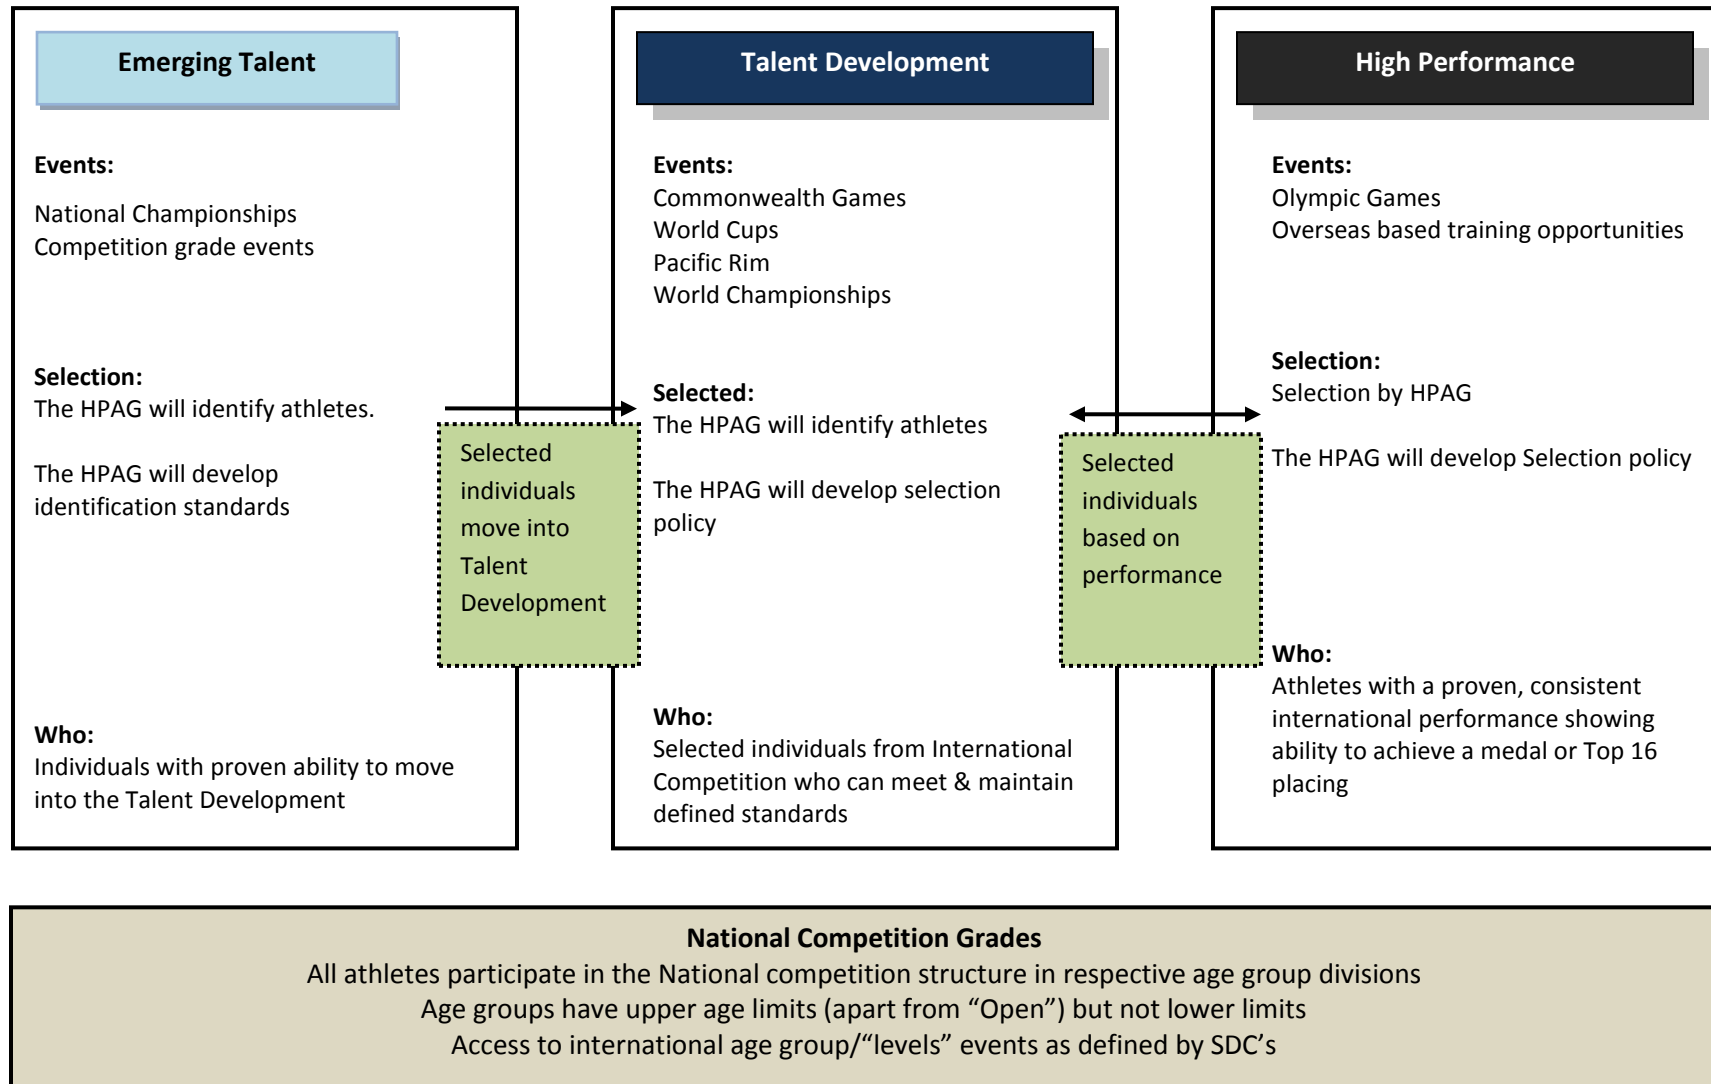 Emerging Talent
Events:
National Championships
Competition grade events
Selection:
The HPAG will identify athletes.
The HPAG will develop
identification standards
Who:
Individuals with proven ability to move
into the Talent Development
Selected
individuals
move into
Talent
Development
Talent Development
Events:
Commonwealth Games
World Cups
Pacific Rim
World Championships
Selected:
The HPAG will identify athletes
The HPAG will develop selection
policy
Who:
Selected individuals from International
Competition who can meet & maintain
defined standards
Selected
individuals
based on
performance
High Performance
Events:
Olympic Games
Overseas based training opportunities
Selection:
Selection by HPAG
The HPAG will develop Selection policy
Who:
Athletes with a proven, consistent
international performance showing
ability to achieve a medal or Top 16
placing
National Competition Grades
All athletes participate in the National competition structure in respective age group divisions
Age groups have upper age limits (apart from “Open”) but not lower limits
Access to international age group/“levels” events as defined by SDC’s